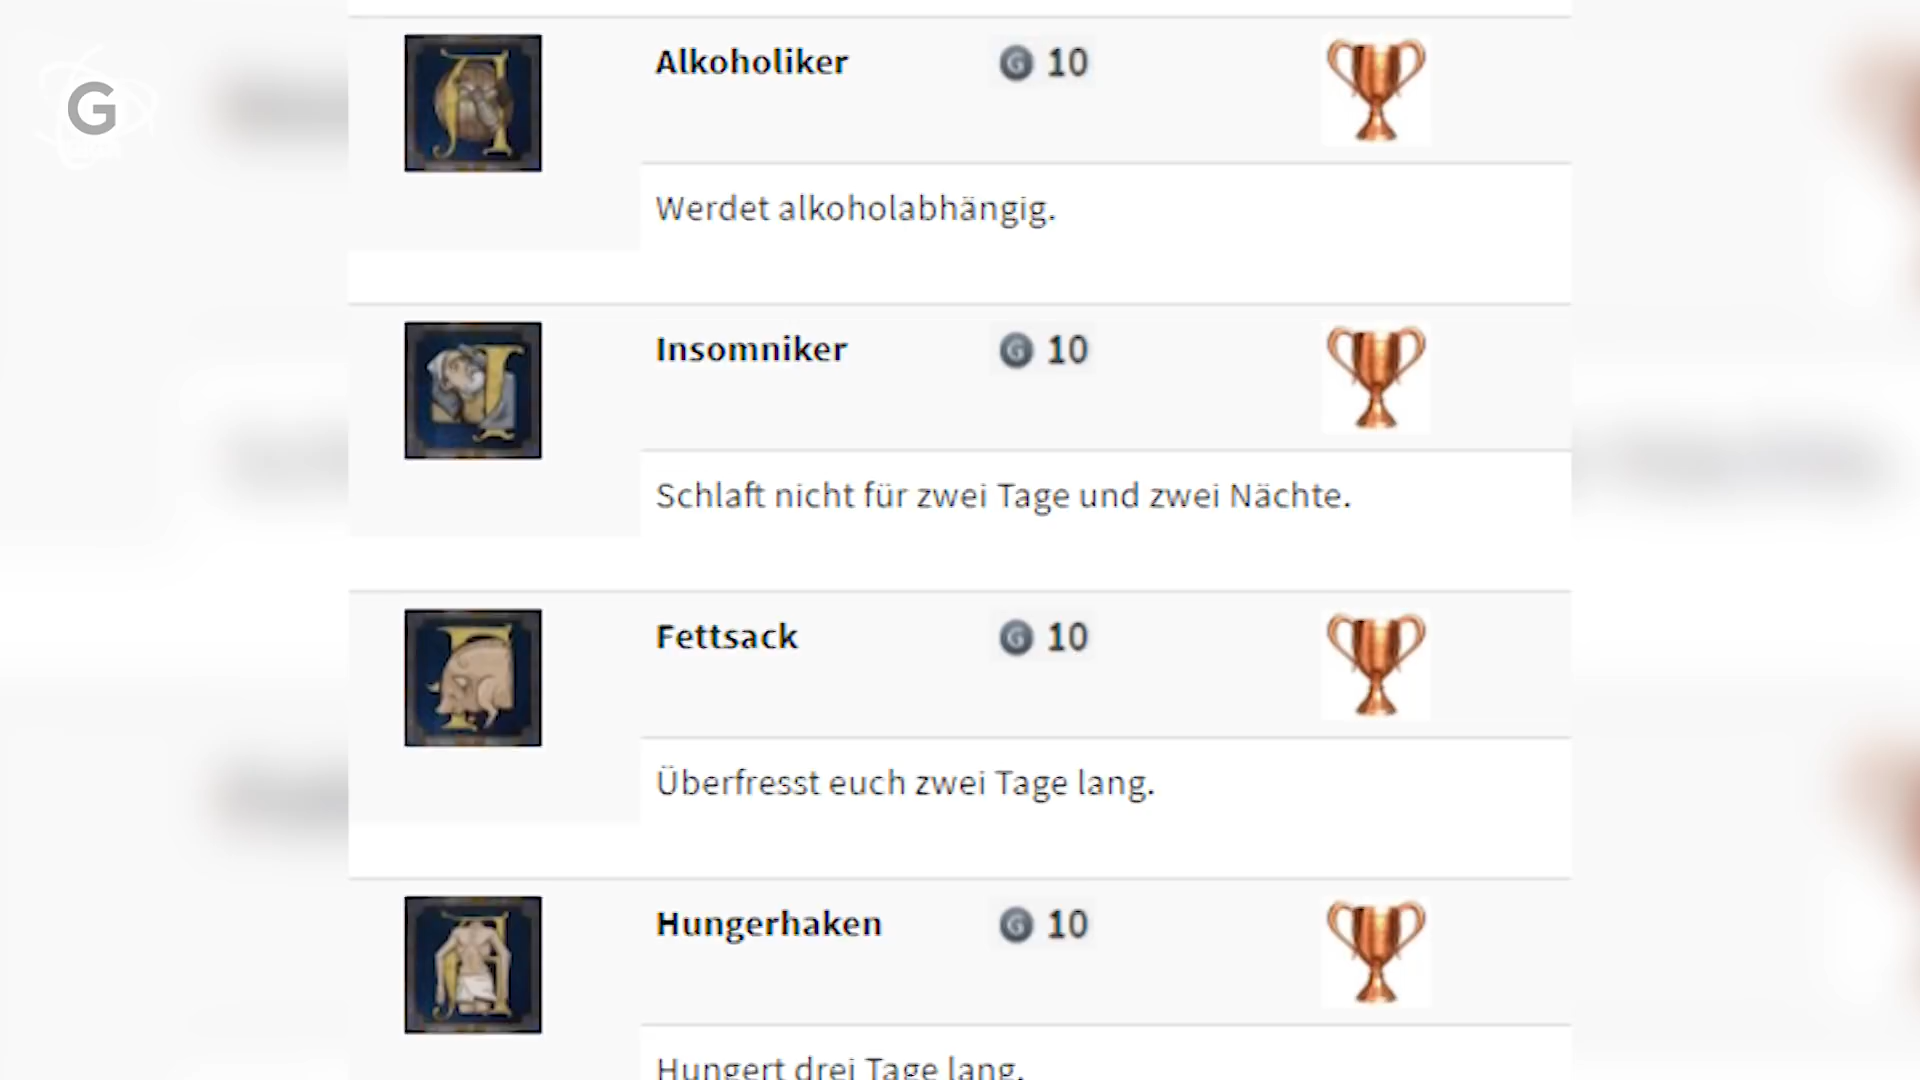 G
Alkoholiker
G 10
Werdet alkoholabhängig.
Insomniker
G 10
Schlaft nicht für zwei Tage und zwei Nächte.
Fettsack
G 10
Überfresst euch zwei Tage lang.
Hungerhaken
G 10
Hungert drei Tage lang.